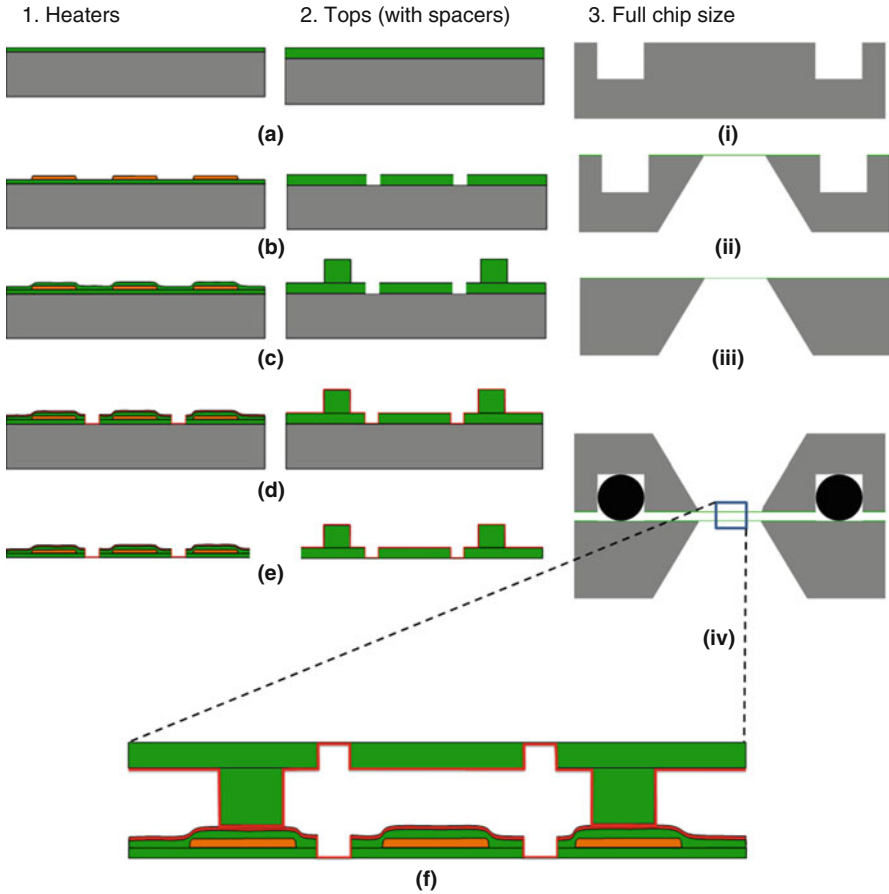 1. Heaters
2. Tops (with spacers)
3. Full chip size
(a)
(i)
(b)
(ii)
(c)
(iii)
(d)
(e)
(iv)
(f)